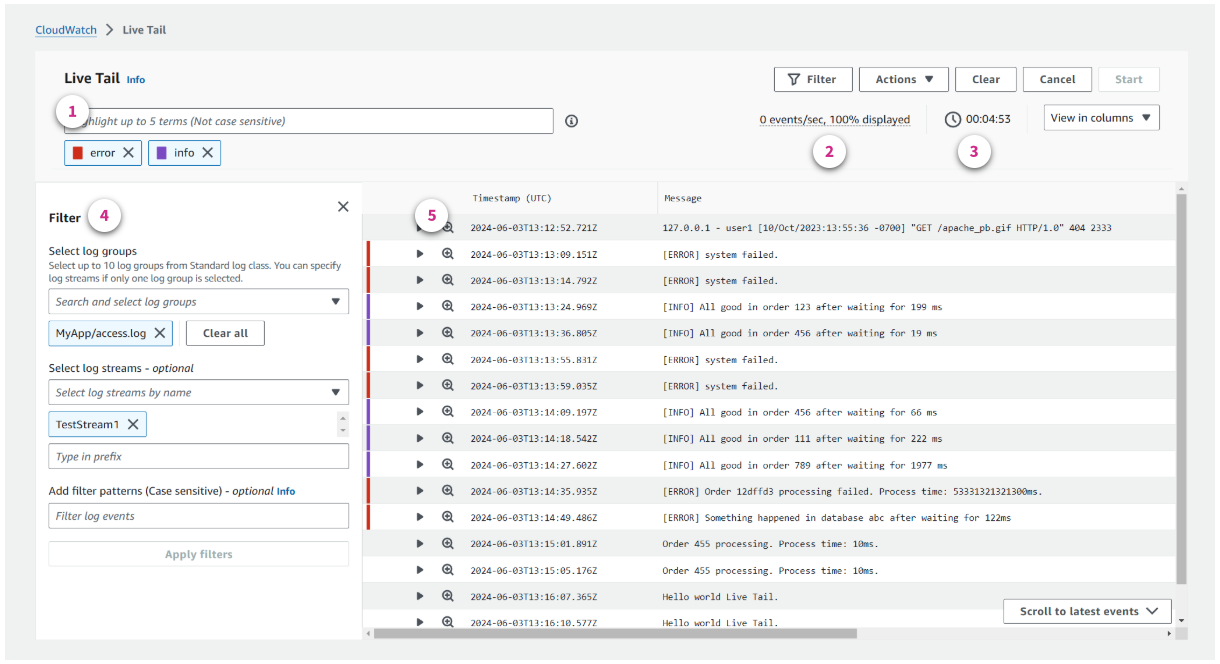 CloudWatch > Live Tail
Live Tail Info
Filter
Actions
Clear
Cancel
Start
1
highlight up to 5 terms (Not case sensitive)
0 events/sec, 100% displayed
00:04:53
View in columns
error
info
2
3
Filter
4
Select log groups
Select up to 10 log groups from Standard log class. You can specify
log streams if only one log group is selected.
Search and select log groups
MyApp/access.log
Clear all
Select log streams - optional
Select log streams by name
TestStream1
Type in prefix
Add filter patterns (Case sensitive) - optional Info
Filter log events
Apply filters
Timestamp (UTC) Message
5
2024-06-03T13:12:52.721Z 127.0.0.1 - user1 [10/Oct/2023:13:55:36 -0700] "GET /apache_pb.gif HTTP/1.0” 404 2333
2024-06-03T13:13:09.151Z [ERROR] system failed.
2024-06-03T13:13:14.792Z [ERROR] system failed.
2024-06-03T13:13:24.969Z [INFO] All good in order 123 after waiting for 199 ms
2024-06-03T13:13:36.805Z [INFO] All good in order 456 after waiting for 19 ms
2024-06-03T13:13:55.831Z [ERROR] system failed.
2024-06-03T13:13:59.035Z [ERROR] system failed.
2024-06-03T13:14:09.197Z [INFO] All good in order 456 after waiting for 66 ms
2024-06-03T13:14:18.542Z [INFO] All good in order 111 after waiting for 222 ms
2024-06-03T13:14:27.602Z [INFO] All good in order 789 after waiting for 1977 ms
2024-06-03T13:14:35.935Z [ERROR] Order 12dffd3 processing failed. Process time: 53331321321300ms.
2024-06-03T13:14:49.486Z [ERROR] Something happened in database abc after waiting for 122ms
2024-06-03T13:15:01.891Z Order 455 processing. Process time: 10ms.
2024-06-03T13:15:05.176Z Order 455 processing. Process time: 10ms.
2024-06-03T13:16:07.365Z Hello world Live Tail.
2024-06-03T13:16:10.577Z Hello world Live Tail.
Scroll to latest events